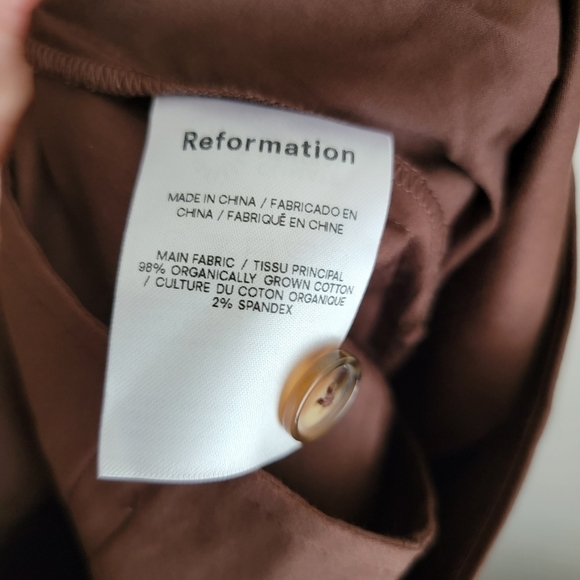 Reformation
MADE IN CHINA / FABRICADO EN
CHINA / FABRIQUÉ EN CHINE
MAIN FABRIC / TISSU PRINCIPAL
98% ORGANICALLY GROWN COTTON
/ CULTURE DU COTON ORGANIQUE
2% SPANDEX